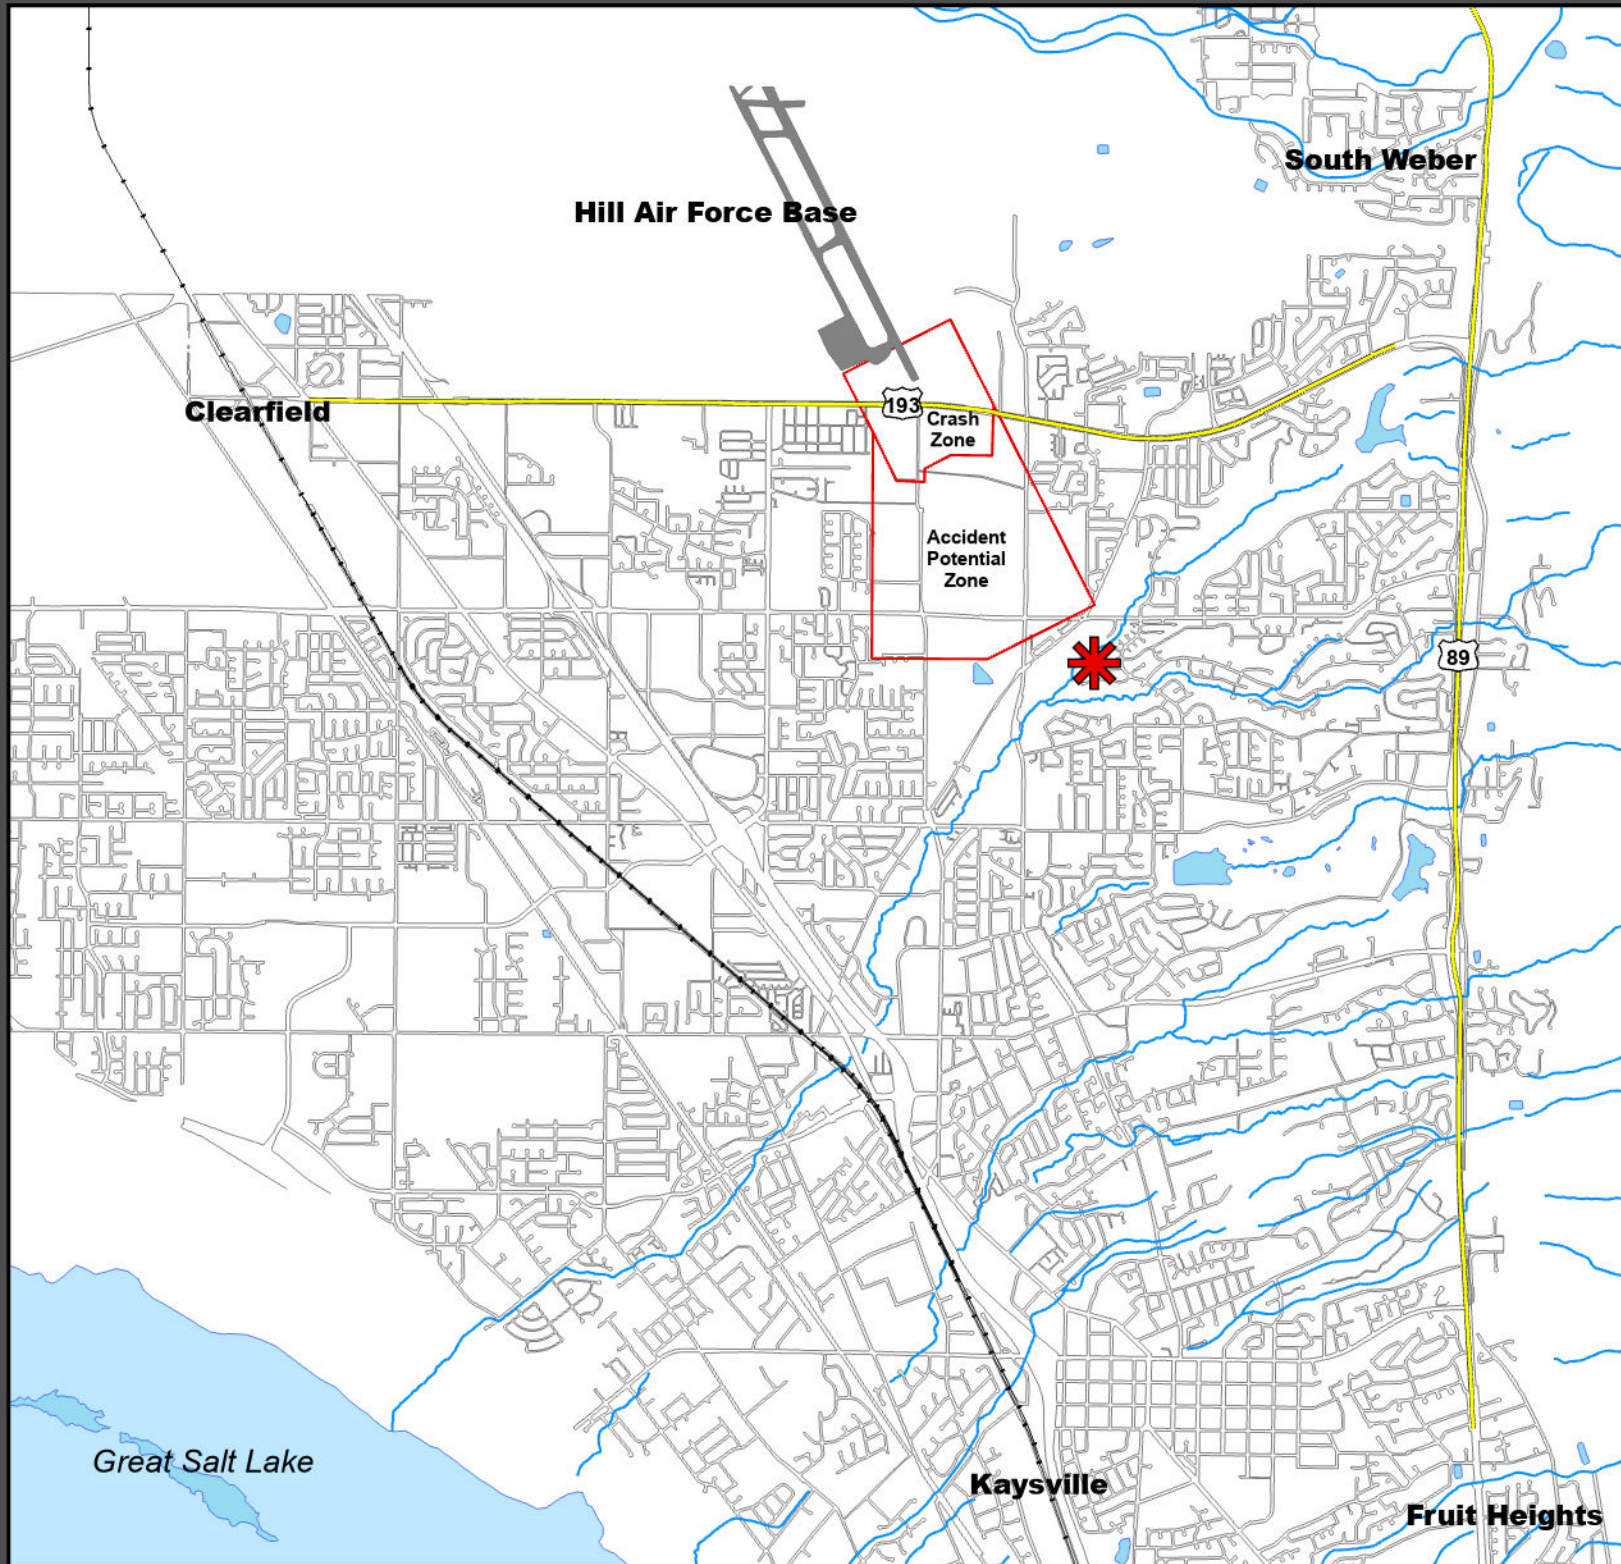 South Weber
Hill Air Force Base
193
Clearfield
Crash
Zone
Accident
Potential
Zone
89
Great Salt Lake
Kaysville
Fruit Heights